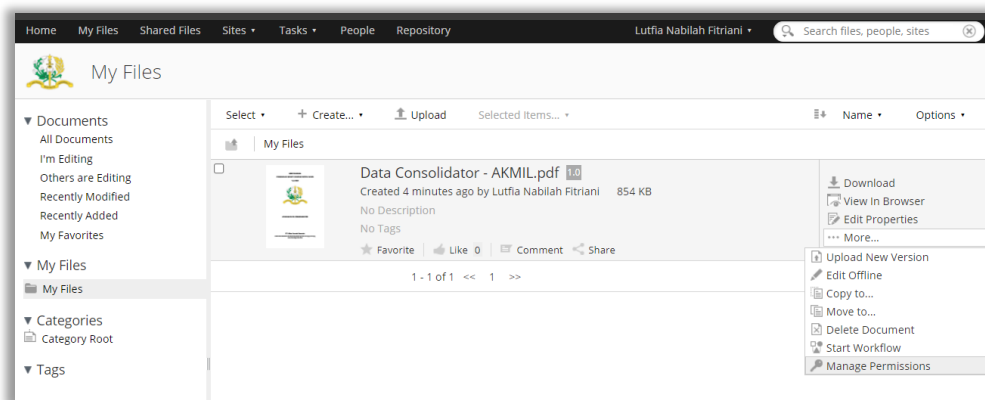 Home My Files Shared Files Sites Tasks People Repository Lutfia Nabilah Fitriani Search files, people, sites
My Files
Documents
All Documents
I'm Editing
Others are Editing
Recently Modified
Recently Added
My Favorites
My Files
My Files
Categories
Category Root
Tags
Select + Create... Upload Selected Items... Name Options
My Files
Data Consolidator - AKMIL.pdf 1.0
Created 4 minutes ago by Lutfia Nabilah Fitriani 854 KB
No Description
No Tags
Favorite Like 0 Comment Share
1 - 1 of 1 << 1 >>
Download
View In Browser
Edit Properties
... More...
Upload New Version
Edit Offline
Copy to...
Move to...
Delete Document
Start Workflow
Manage Permissions